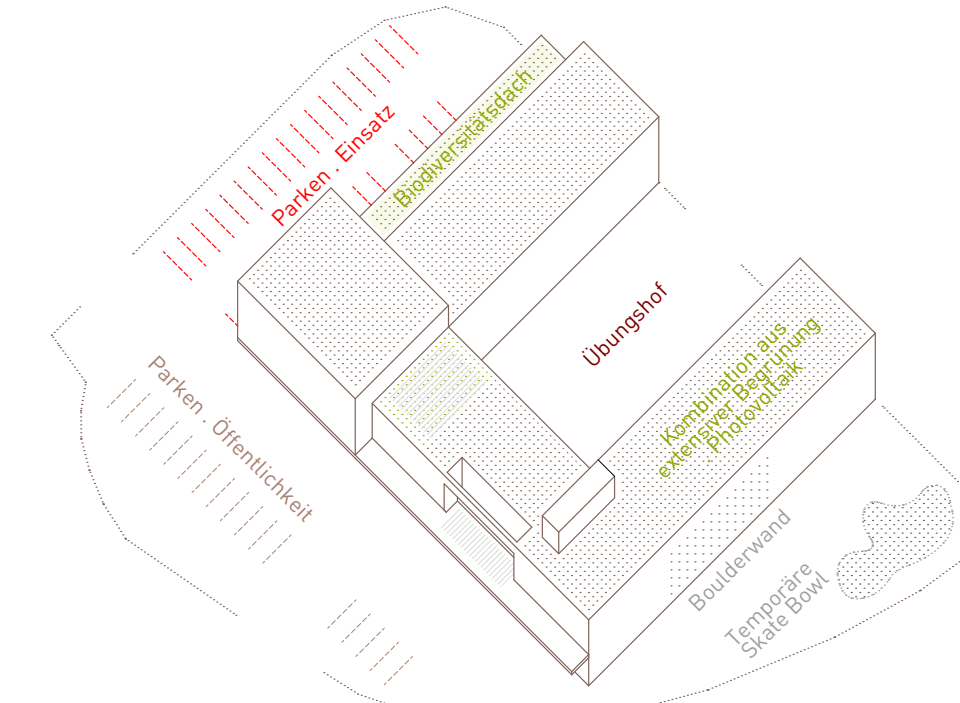 Parken . Einsatz
Biodiversitätsdach
Übungshof
Kombination aus
extensiver Begrünung
. Photovoltaik
Parken . Öffentlichkeit
Boulderwand
Temporäre
Skate Bowl